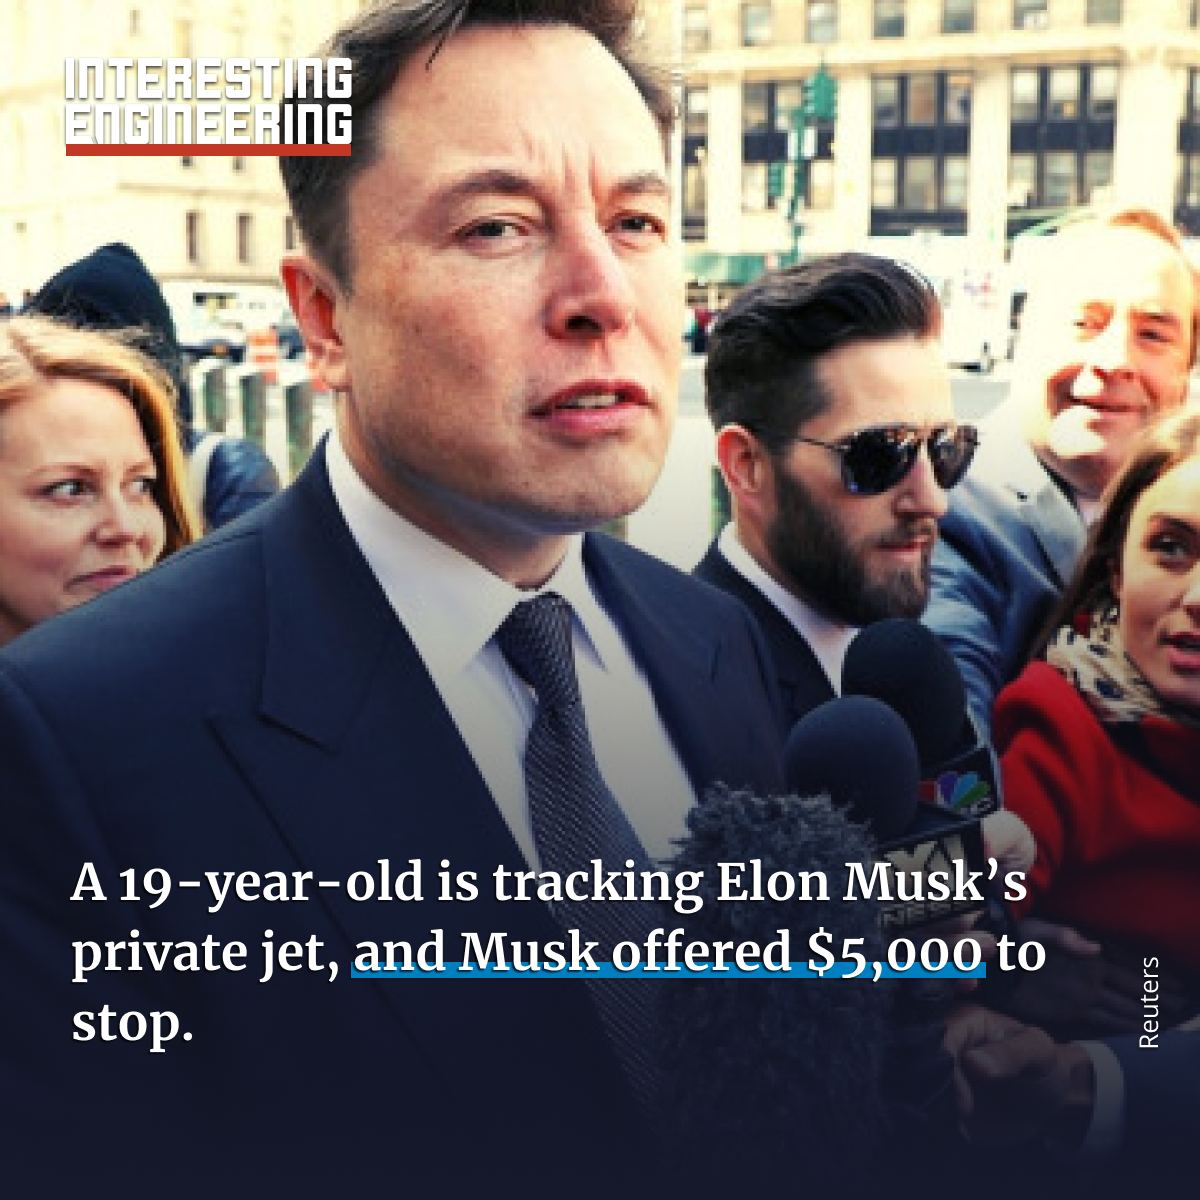 INTERESTING
ENGINEERING
A 19-year-old is tracking Elon Musk’s
private jet, and Musk offered $5,000 to
stop.
Reuters